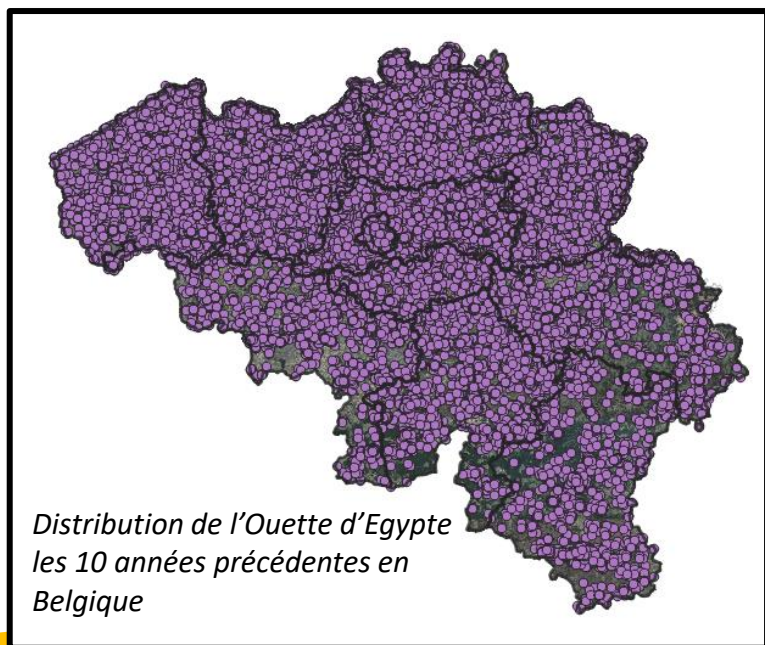 Distribution de l’Ouette d’Egypte
les 10 années précédentes en
Belgique